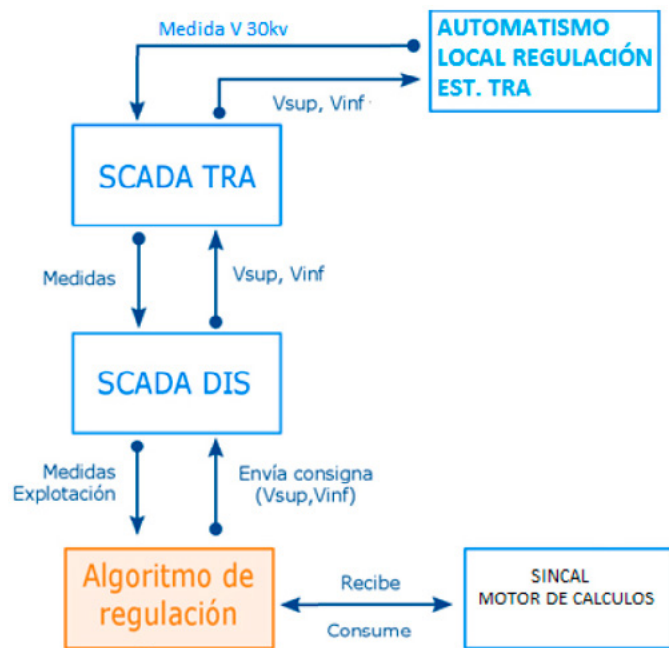 Medida V 30kv
AUTOMATISMO
LOCAL REGULACIÓN
EST. TRA
Vsup, Vinf
SCADA TRA
Medidas
Vsup, Vinf
SCADA DIS
Medidas
Explotación
Envía consigna
(Vsup,Vinf)
Algoritmo de
regulación
Recibe
Consume
SINCAL
MOTOR DE CALCULOS